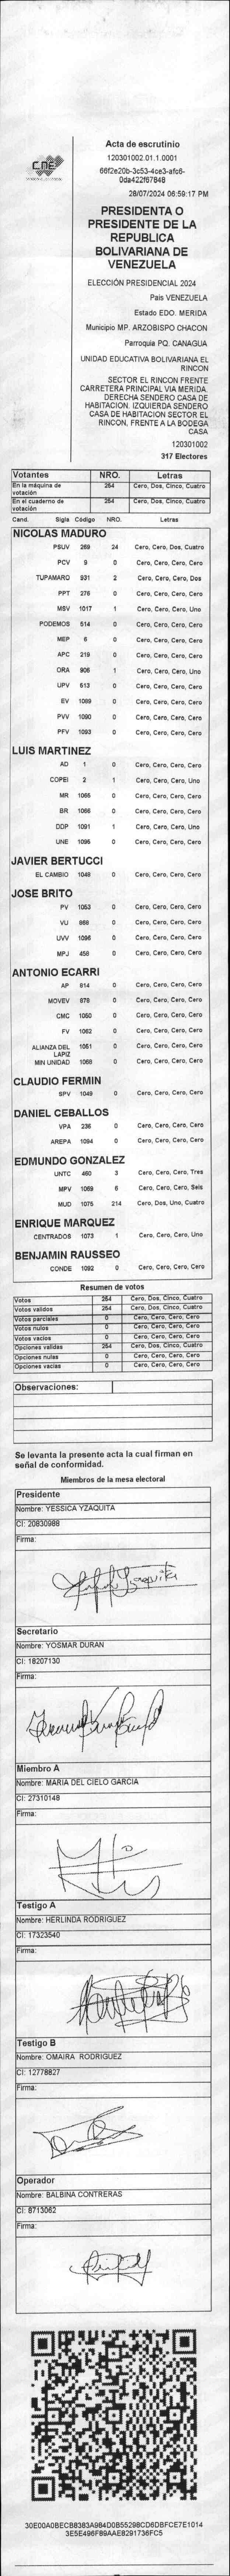 CNE
Acta de escrutinio
120301002.01.1.0001
66f2e20b-3c53-4ce3-afc6-
0da422f67848
28/07/2024 06:59:17 PM
PRESIDENTA O
PRESIDENTE DE LA
REPUBLICA
BOLIVARIANA DE
VENEZUELA
ELECCIÓN PRESIDENCIAL 2024
País VENEZUELA
Estado EDO. MERIDA
Municipio MP. ARZOBISPO CHACON
Parroquia PQ. CANAGUA
UNIDAD EDUCATIVA BOLIVARIANA EL
RINCON
SECTOR EL RINCON FRENTE
CARRETERA PRINCIPAL VIA MERIDA.
DERECHA SENDERO CASA DE
HABITACION. IZQUIERDA SENDERO
CASA DE HABITACION SECTOR EL
RINCON, FRENTE A LA BODEGA
CASA
120301002
317 Electores
Votantes NRO. Letras
En la máquina de votación 254 Cero, Dos, Cinco, Cuatro
En el cuaderno de votación 254 Cero, Dos, Cinco, Cuatro
Cand. Sigla Código NRO. Letras
NICOLAS MADURO
PSUV 269 24 Cero, Cero, Dos, Cuatro
PCV 9 0 Cero, Cero, Cero, Cero
TUPAMARO 931 2 Cero, Cero, Cero, Dos
PPT 276 0 Cero, Cero, Cero, Cero
MSV 1017 1 Cero, Cero, Cero, Uno
PODEMOS 514 0 Cero, Cero, Cero, Cero
MEP 6 0 Cero, Cero, Cero, Cero
APC 219 0 Cero, Cero, Cero, Cero
ORA 906 1 Cero, Cero, Cero, Uno
UPV 513 0 Cero, Cero, Cero, Cero
EV 1089 0 Cero, Cero, Cero, Cero
PVV 1090 0 Cero, Cero, Cero, Cero
PFV 1093 0 Cero, Cero, Cero, Cero
LUIS MARTINEZ
AD 1 0 Cero, Cero, Cero, Cero
COPEI 2 1 Cero, Cero, Cero, Uno
MR 1065 0 Cero, Cero, Cero, Cero
BR 1066 0 Cero, Cero, Cero, Cero
DDP 1091 1 Cero, Cero, Cero, Uno
UNE 1095 0 Cero, Cero, Cero, Cero
JAVIER BERTUCCI
EL CAMBIO 1048 0 Cero, Cero, Cero, Cero
JOSE BRITO
PV 1053 0 Cero, Cero, Cero, Cero
VU 868 0 Cero, Cero, Cero, Cero
UVV 1096 0 Cero, Cero, Cero, Cero
MPJ 458 0 Cero, Cero, Cero, Cero
ANTONIO ECARRI
AP 814 0 Cero, Cero, Cero, Cero
MOVEV 878 0 Cero, Cero, Cero, Cero
CMC 1050 0 Cero, Cero, Cero, Cero
FV 1062 0 Cero, Cero, Cero, Cero
ALIANZA DEL LAPIZ 1051 0 Cero, Cero, Cero, Cero
MIN UNIDAD 1068 0 Cero, Cero, Cero, Cero
CLAUDIO FERMIN
SPV 1049 0 Cero, Cero, Cero, Cero
DANIEL CEBALLOS
VPA 236 0 Cero, Cero, Cero, Cero
AREPA 1094 0 Cero, Cero, Cero, Cero
EDMUNDO GONZALEZ
UNTC 460 3 Cero, Cero, Cero, Tres
MPV 1069 6 Cero, Cero, Cero, Seis
MUD 1075 214 Cero, Dos, Uno, Cuatro
ENRIQUE MARQUEZ
CENTRADOS 1073 1 Cero, Cero, Cero, Uno
BENJAMIN RAUSSEO
CONDE 1092 0 Cero, Cero, Cero, Cero
Resumen de votos
Votos 254 Cero, Dos, Cinco, Cuatro
Votos validos 254 Cero, Dos, Cinco, Cuatro
Votos parciales 0 Cero, Cero, Cero, Cero
Votos nulos 0 Cero, Cero, Cero, Cero
Votos vacios 0 Cero, Cero, Cero, Cero
Opciones validas 254 Cero, Dos, Cinco, Cuatro
Opciones nulas 0 Cero, Cero, Cero, Cero
Opciones vacias 0 Cero, Cero, Cero, Cero
Observaciones:
Se levanta la presente acta la cual firman en
señal de conformidad.
Miembros de la mesa electoral
Presidente
Nombre: YESSICA YZAQUITA
CI: 20830988
Firma:
Secretario
Nombre: YOSMAR DURAN
CI: 18207130
Firma:
Miembro A
Nombre: MARIA DEL CIELO GARCIA
CI: 27310148
Firma:
Testigo A
Nombre: HERLINDA RODRIGUEZ
CI: 17323540
Firma:
Testigo B
Nombre: OMAIRA RODRIGUEZ
CI: 12778827
Firma:
Operador
Nombre: BALBINA CONTRERAS
CI: 8713062
Firma:
30E00A0BECB8383A984D0B55298CD6DBFCE7E1014
3E5E496F89AAE8291736FC5